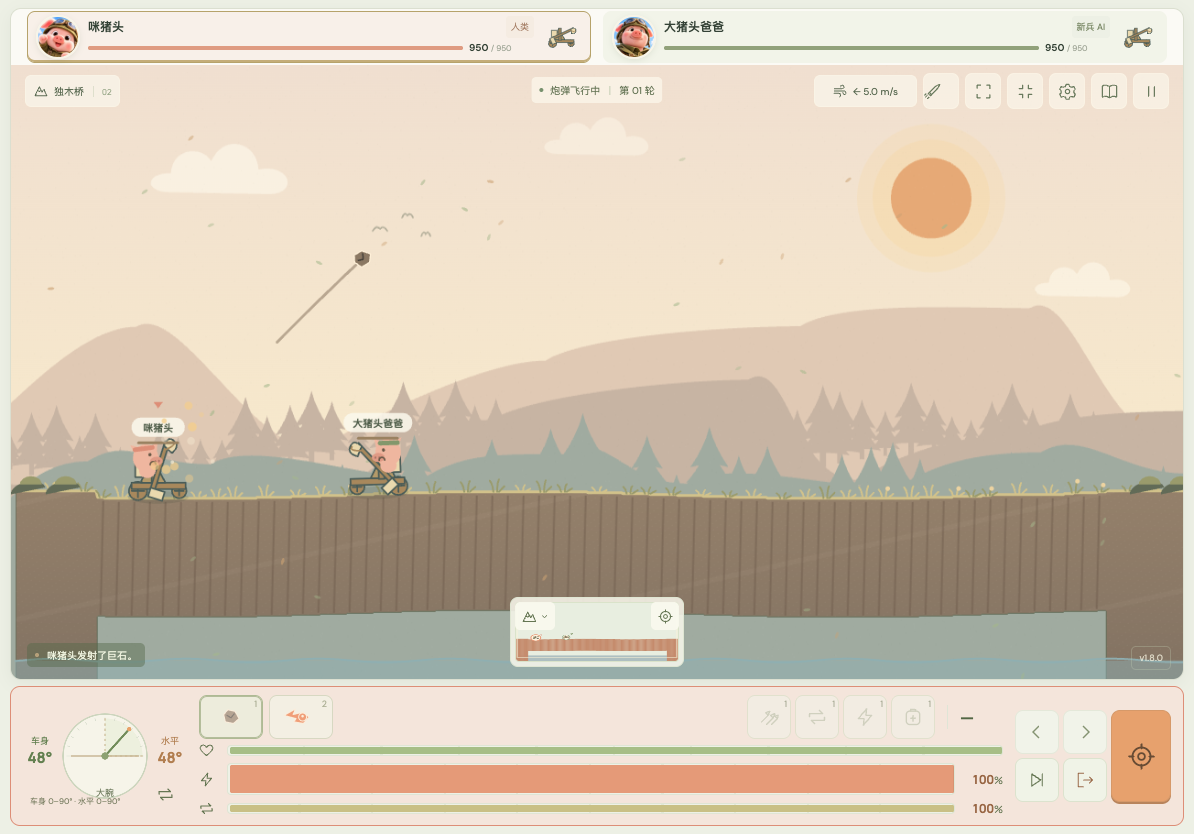 咪猪头
人类
950 / 950
大猪头爸爸
新兵 AI
950 / 950
独木桥
02
炮弹飞行中
第 01 轮
← 5.0 m/s
咪猪头
大猪头爸爸
咪猪头发射了巨石。
v1.8.0
车身
48°
水平
48°
大腕
车身 0–90° · 水平 0–90°
1
2
1
1
1
1
100%
100%